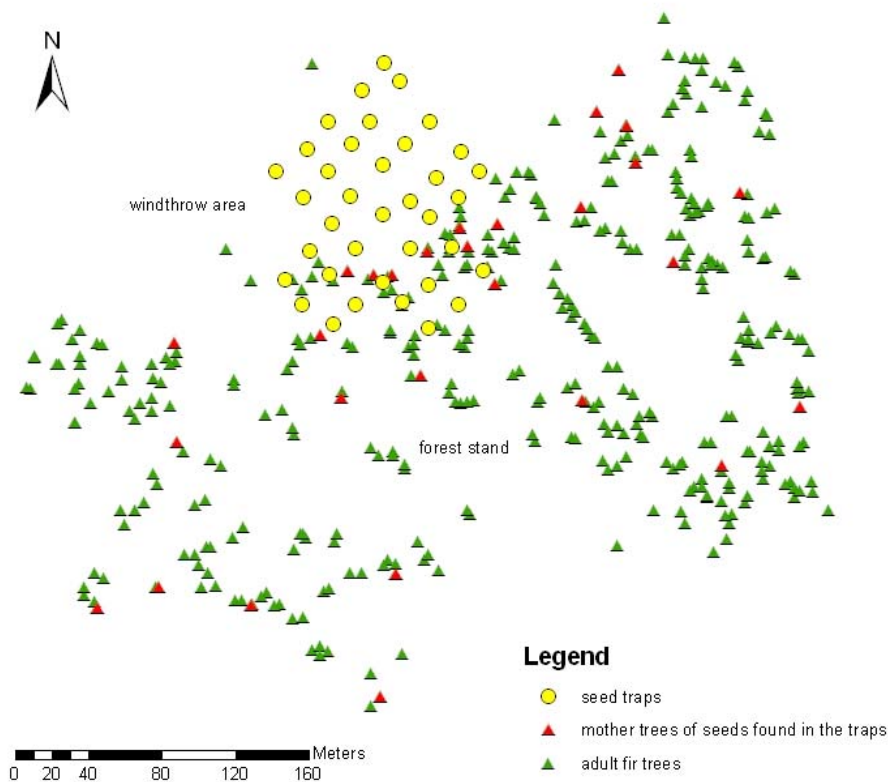 N
windthrow area
forest stand
Legend
seed traps
mother trees of seeds found in the traps
adult fir trees
Meters
0 20 40 80 120 160